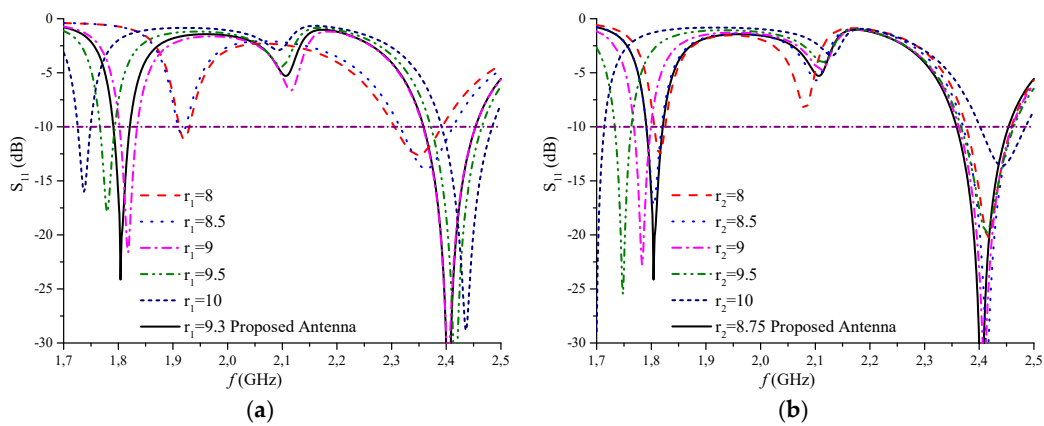 0
-5
-10
-15
-20
-25
-30
S11 (dB)
r1=8
r1=8.5
r1=9
r1=9.5
r1=10
r1=9.3 Proposed Antenna
1,7 1,8 1,9 2,0 2,1 2,2 2,3 2,4 2,5
f (GHz)
(a)
0
-5
-10
-15
-20
-25
-30
S11 (dB)
r2=8
r2=8.5
r2=9
r2=9.5
r2=10
r2=8.75 Proposed Antenna
1,7 1,8 1,9 2,0 2,1 2,2 2,3 2,4 2,5
f (GHz)
(b)